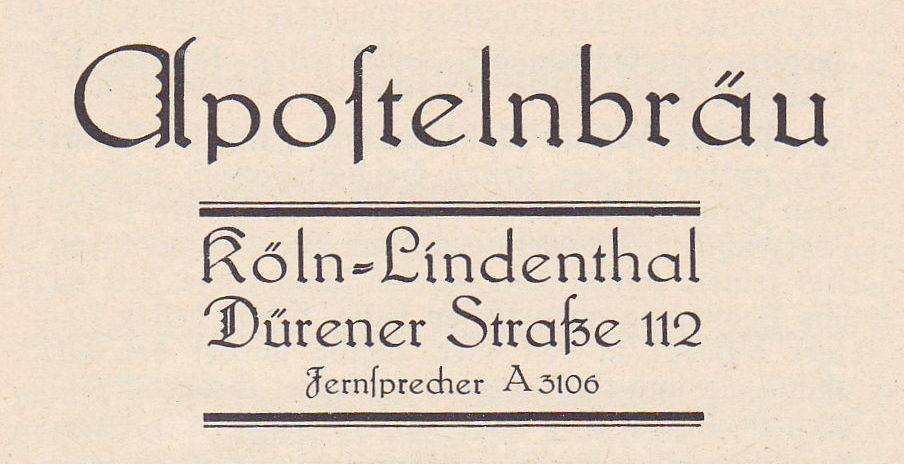 Apoſtelnbräu
Köln-Lindenthal
Dürener Straße 112
Fernſprecher A 3106